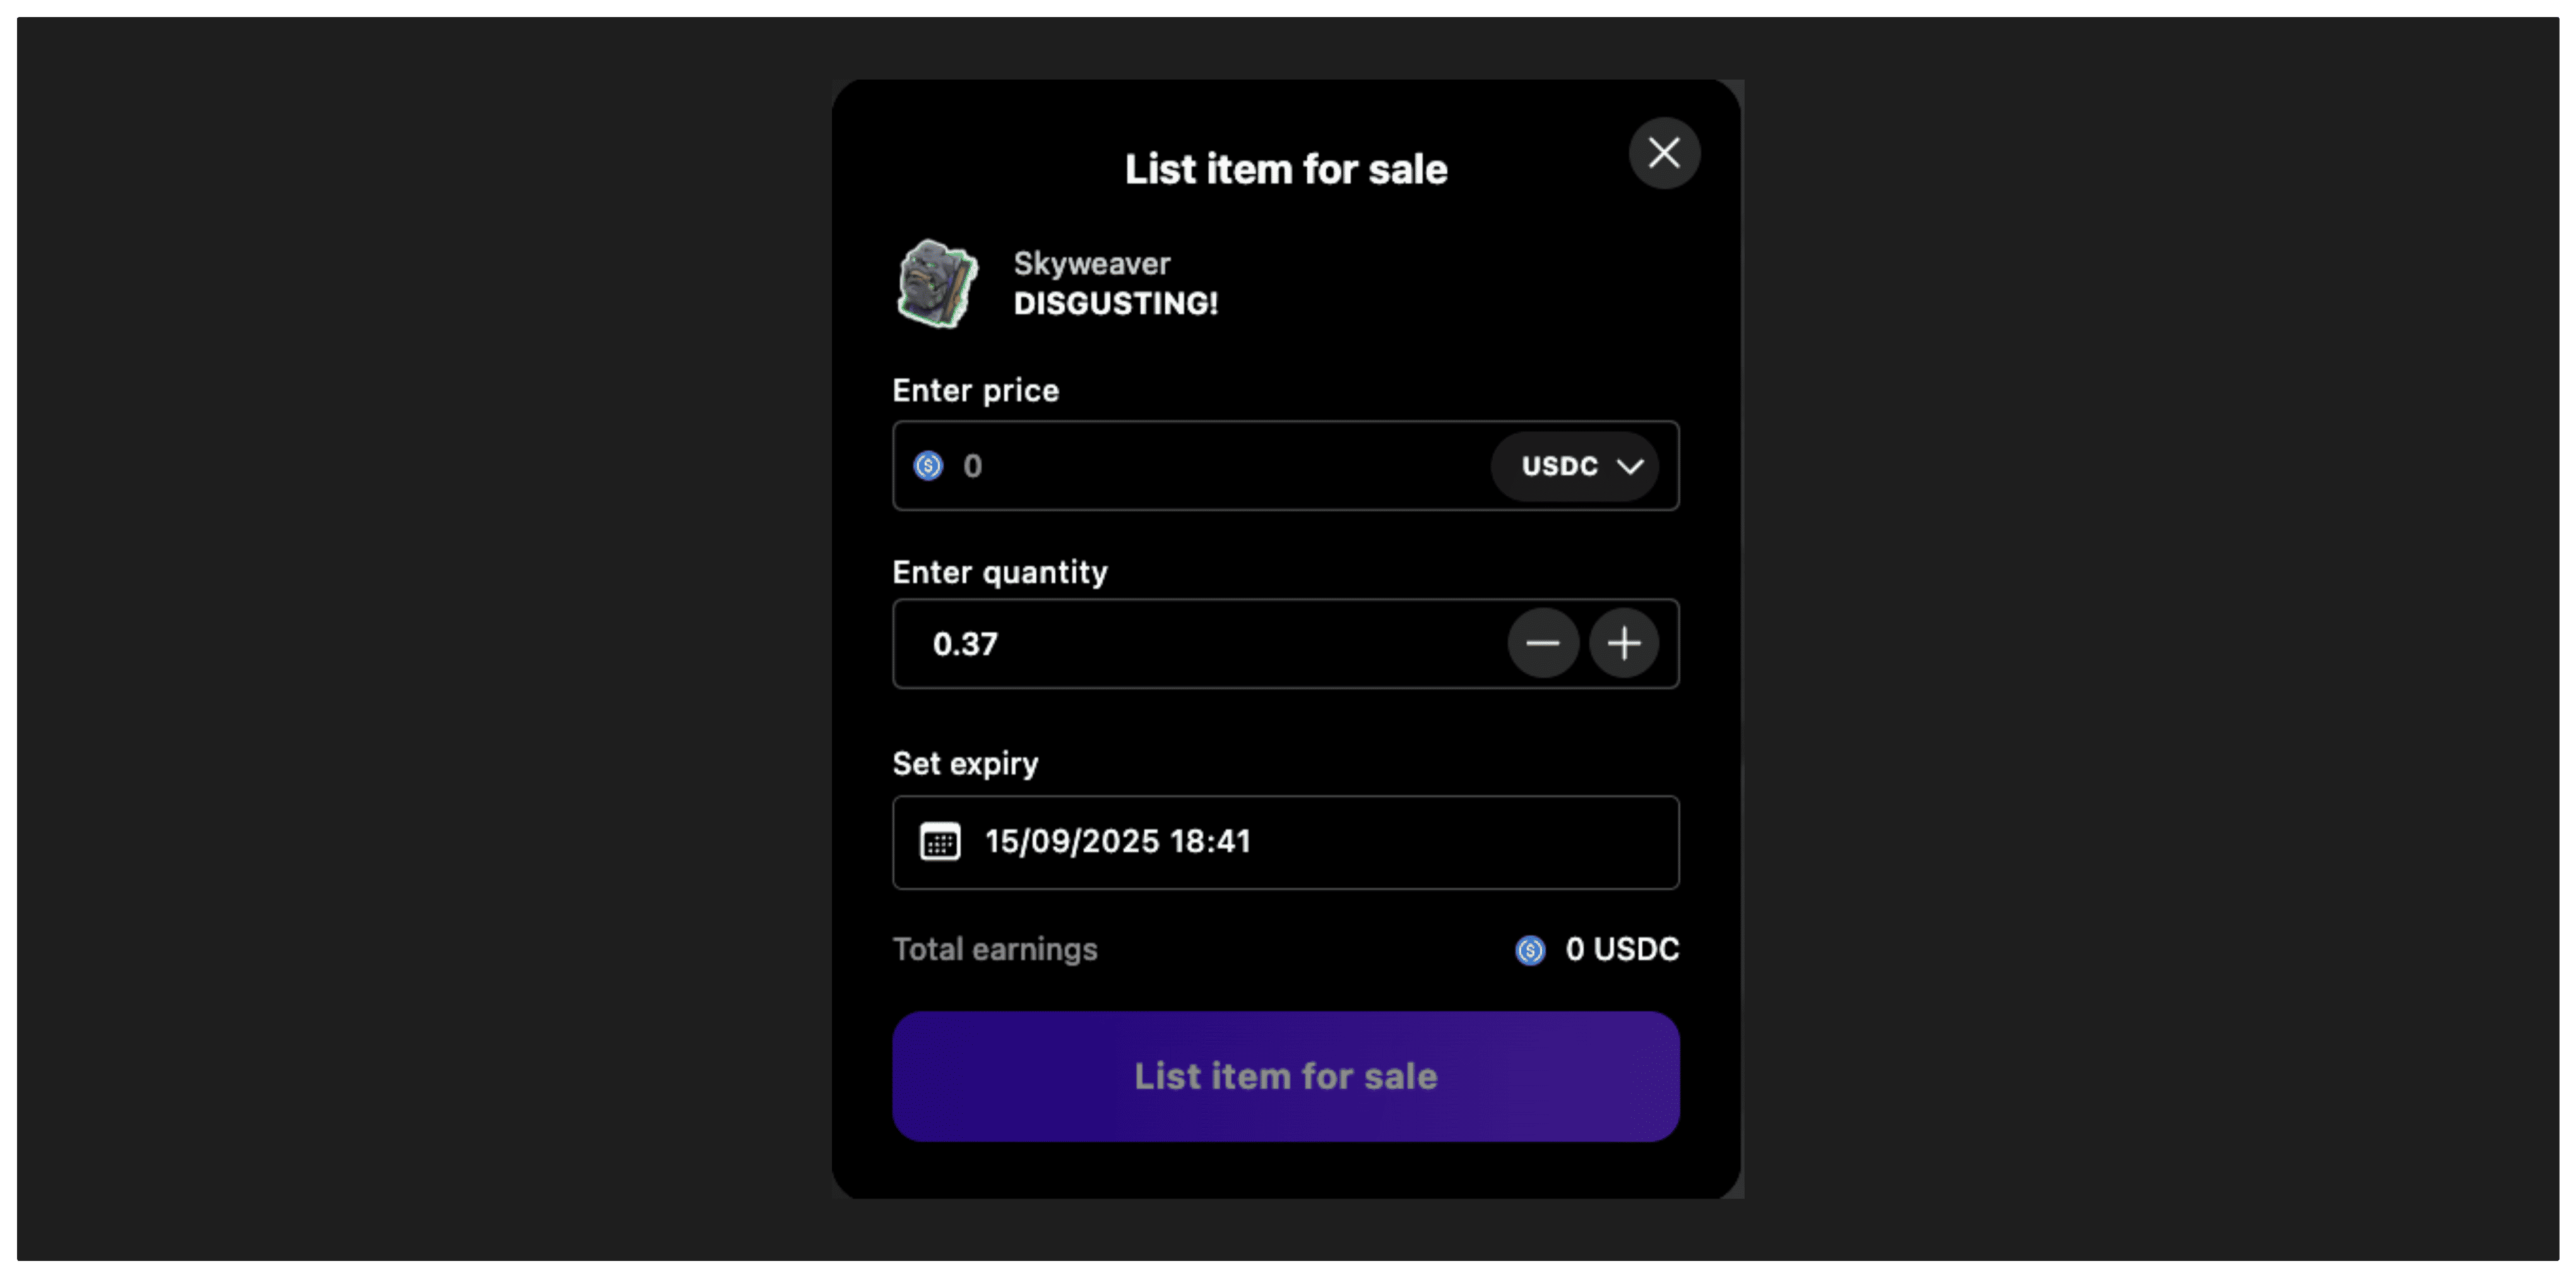 List item for sale
Skyweaver
DISGUSTING!
Enter price
0
USDC
Enter quantity
0.37
Set expiry
15/09/2025 18:41
Total earnings
0 USDC
List item for sale